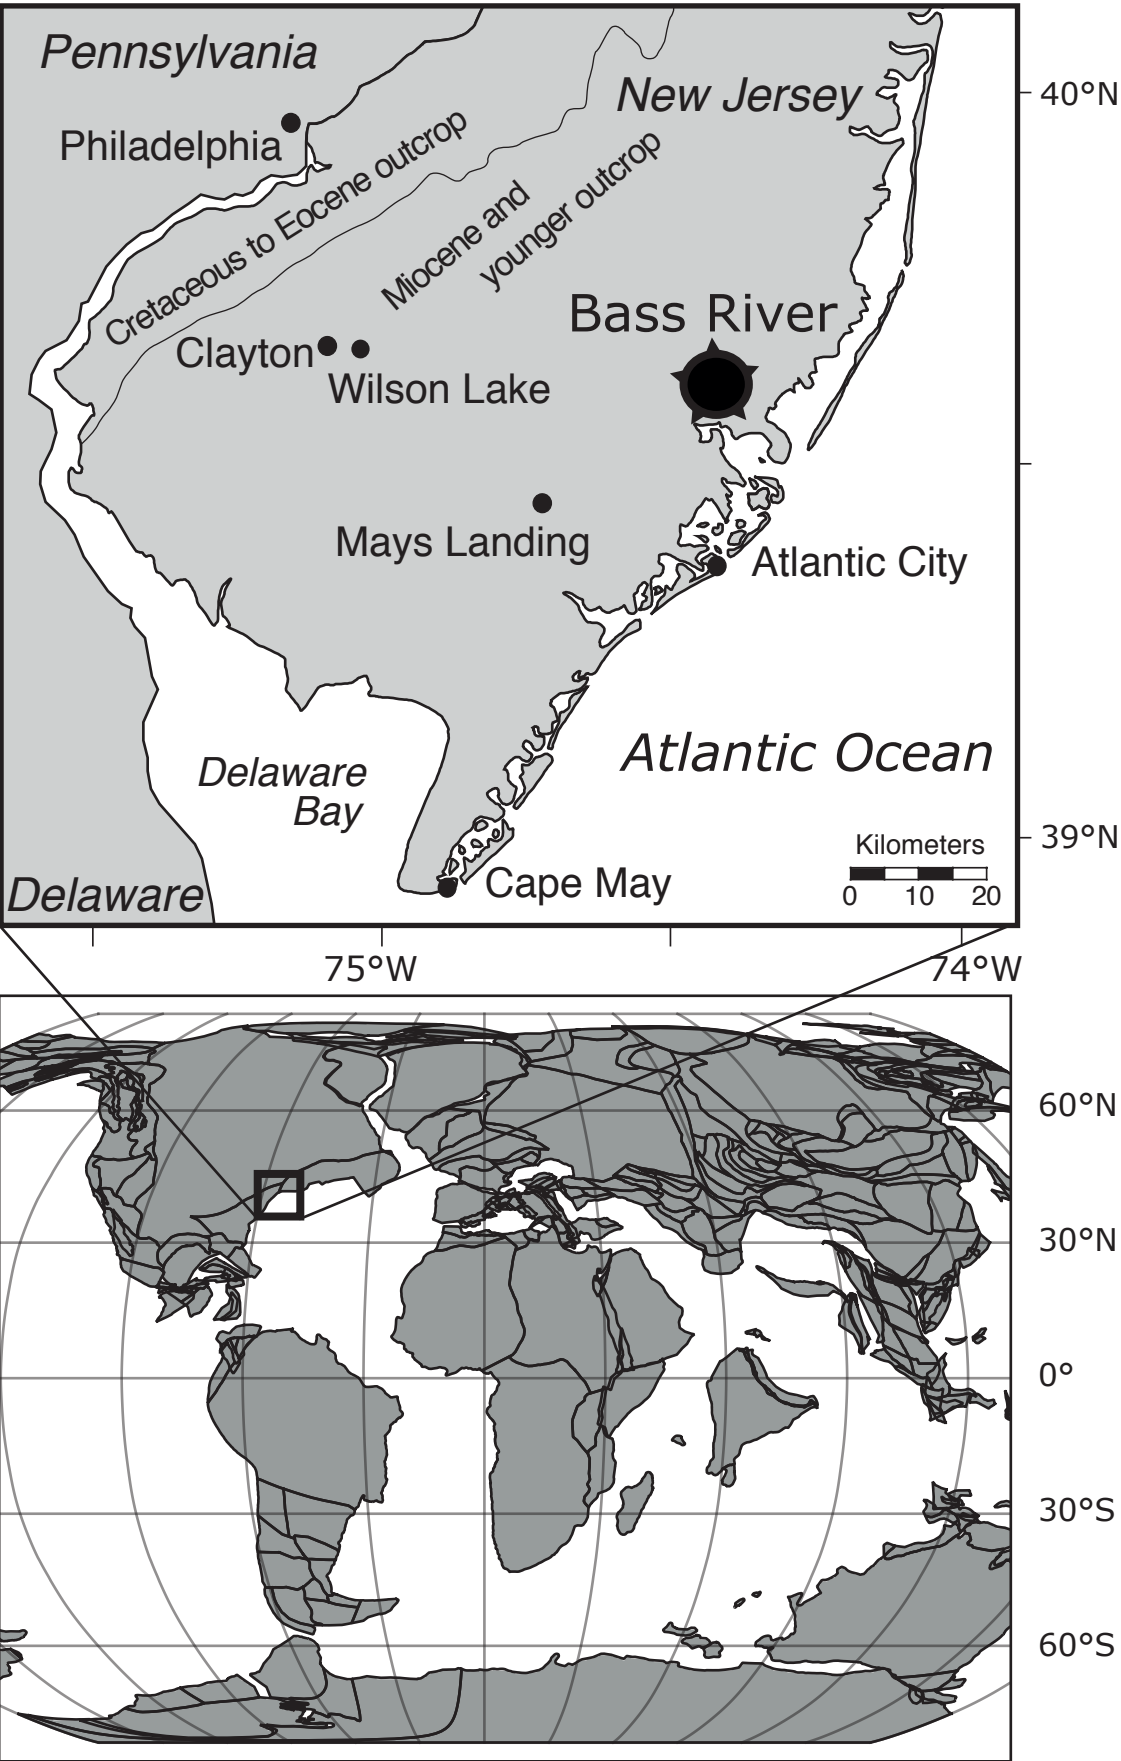 Pennsylvania
New Jersey
40°N
Philadelphia
Cretaceous to Eocene outcrop
Miocene and
younger outcrop
Bass River
Clayton
Wilson Lake
Mays Landing
Atlantic City
Atlantic Ocean
Delaware
Bay
39°N
Kilometers
0 10 20
Cape May
Delaware
75°W
74°W
60°N
30°N
0°
30°S
60°S